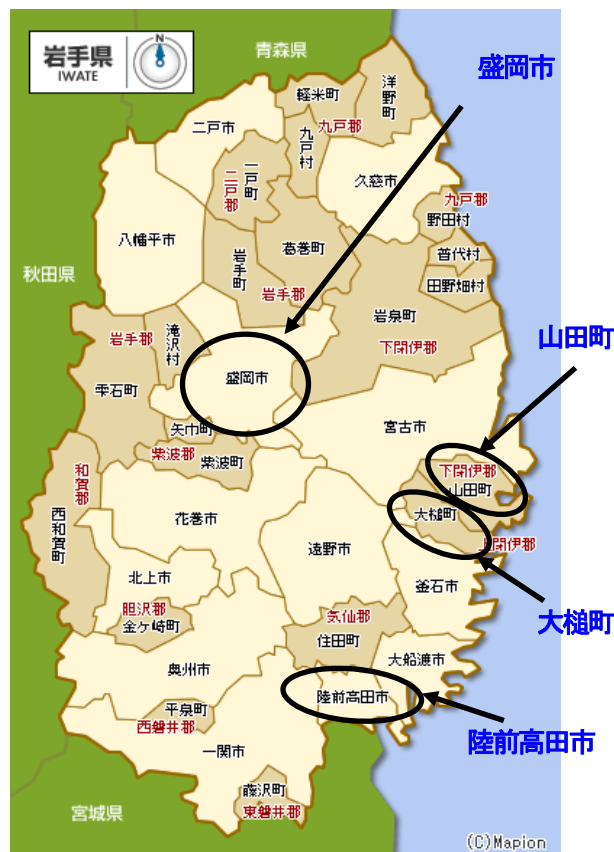 岩手県
IWATE
N
青森県
盛岡市
洋野町
軽米町
九戸郡
九戸村
二戸市
一戸町
二戸郡
久慈市
九戸郡
野田村
八幡平市
葛巻町
普代村
岩手町
田野畑村
秋田県
岩手郡
岩泉町
岩手郡
滝沢村
下閉伊郡
山田町
盛岡市
雫石町
矢巾町
宮古市
紫波郡
紫波町
和賀郡
下閉伊郡
山田町
西和賀町
大槌町
花巻市
遠野市
上閉伊郡
北上市
釜石市
胆沢郡
金ヶ崎町
気仙郡
大槌町
住田町
奥州市
大船渡市
陸前高田市
平泉町
西磐井郡
陸前高田市
一関市
藤沢町
東磐井郡
宮城県
(C)Mapion